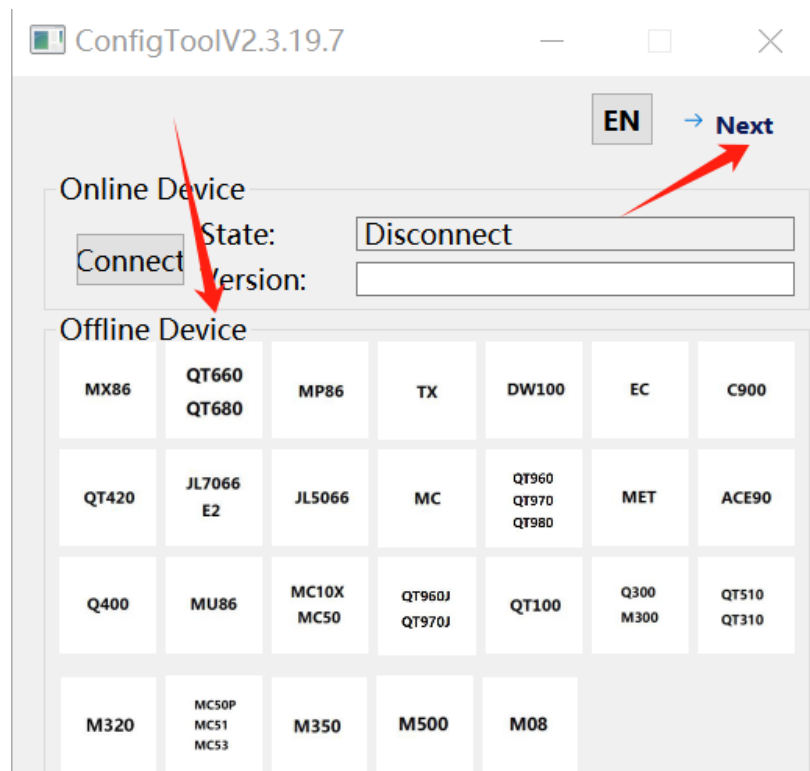 ConfigToolV2.3.19.7
EN
→ Next
Online Device
State:
Disconnect
Connect
Version:
Offline Device
MX86
QT660
QT680
MP86
TX
DW100
EC
C900
QT420
JL7066
E2
JL5066
MC
QT960
QT970
QT980
MET
ACE90
Q400
MU86
MC10X
MC50
QT960J
QT970J
QT100
Q300
M300
QT510
QT310
M320
MC50P
MC51
MC53
M350
M500
M08